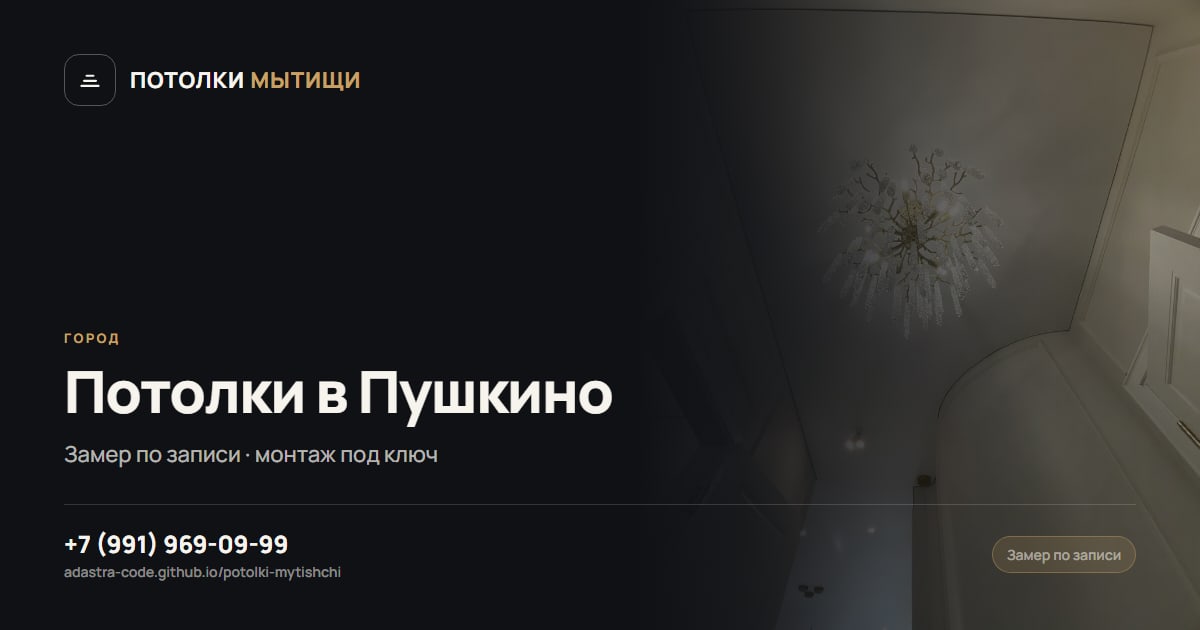 ПОТОЛКИ МЫТИЩИ
ГОРОД
Потолки в Пушкино
Замер по записи · монтаж под ключ
+7 (991) 969-09-99
adastra-code.github.io/potolki-mytishchi
Замер по записи